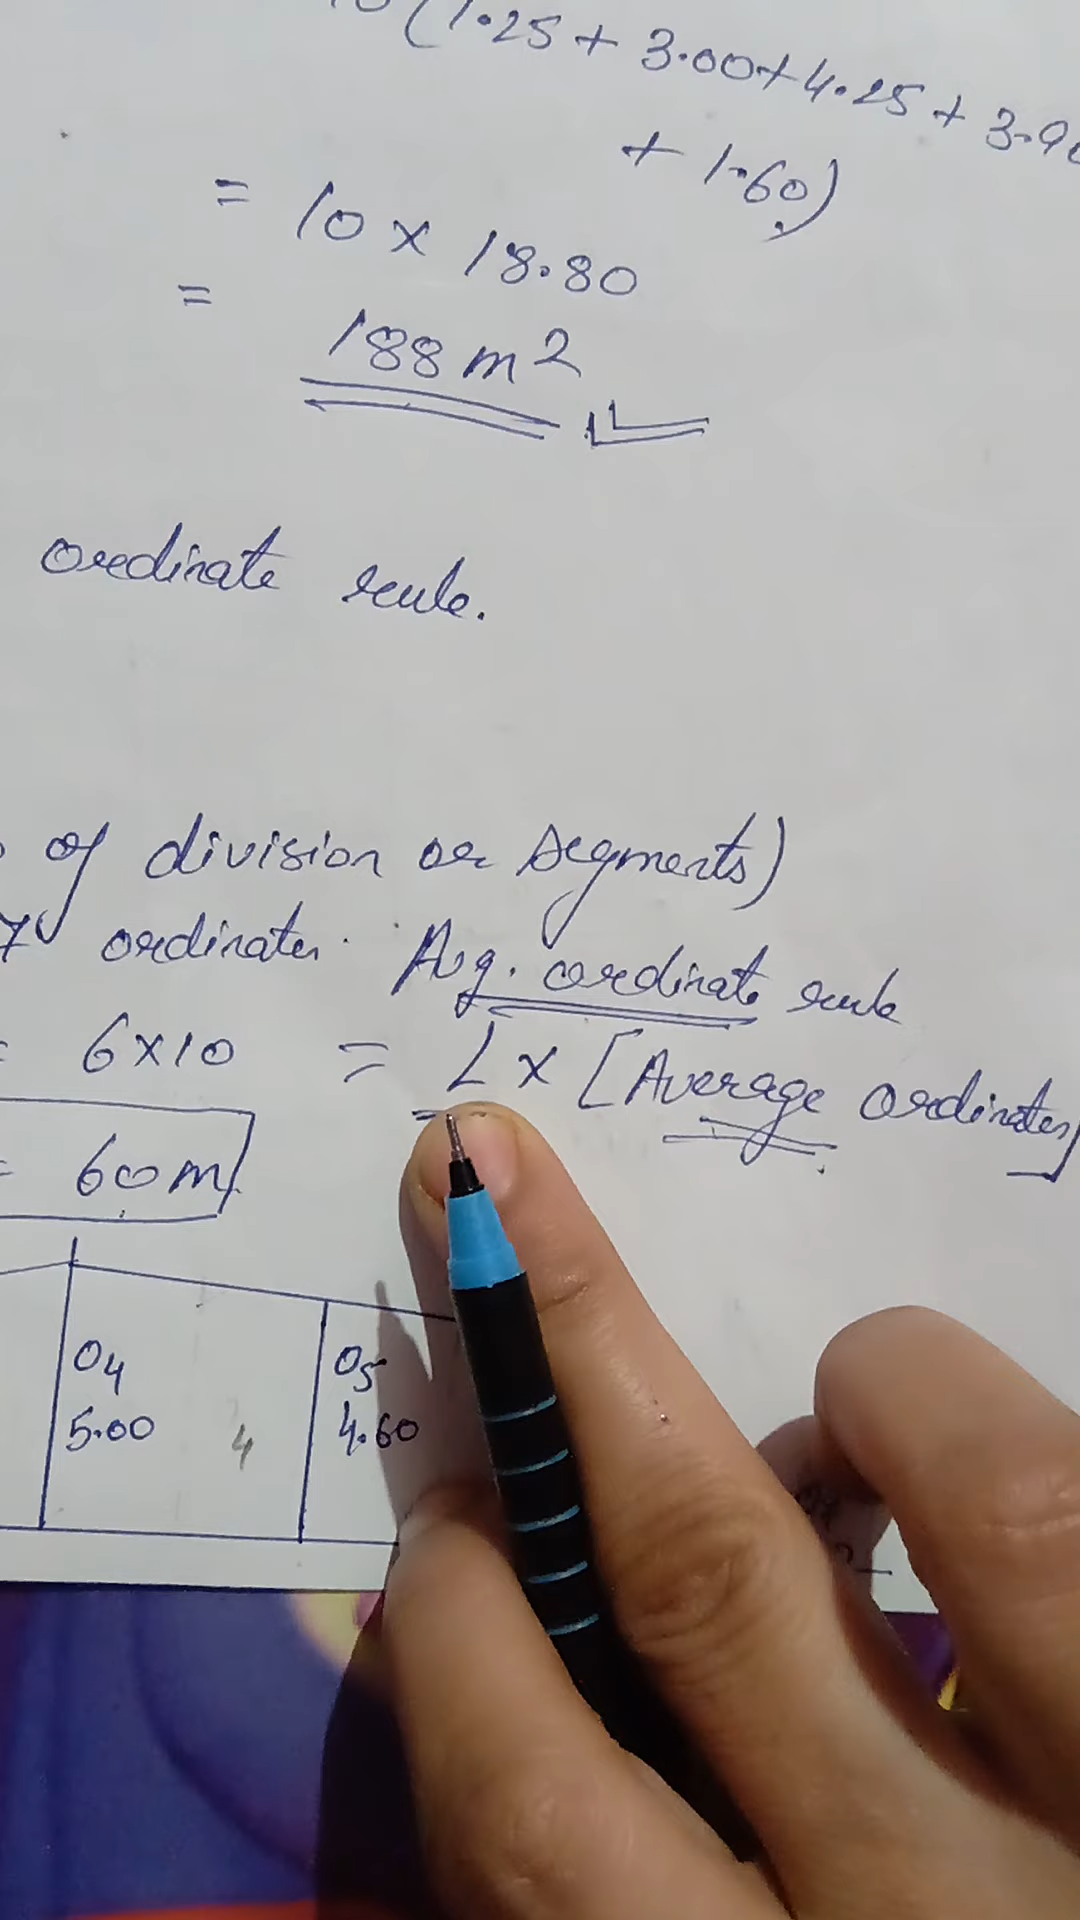 (1.25 + 3.00 + 4.25 + 3.9
+ 1.60)
= 10 x 18.80
= 188 m2
ordinate rule.
of division or segments)
7 ordinates. Avg. ordinate rule
= 6x10 = L x [Average Ordinates]
= 60m
O4 O5
5.00 4 4.60